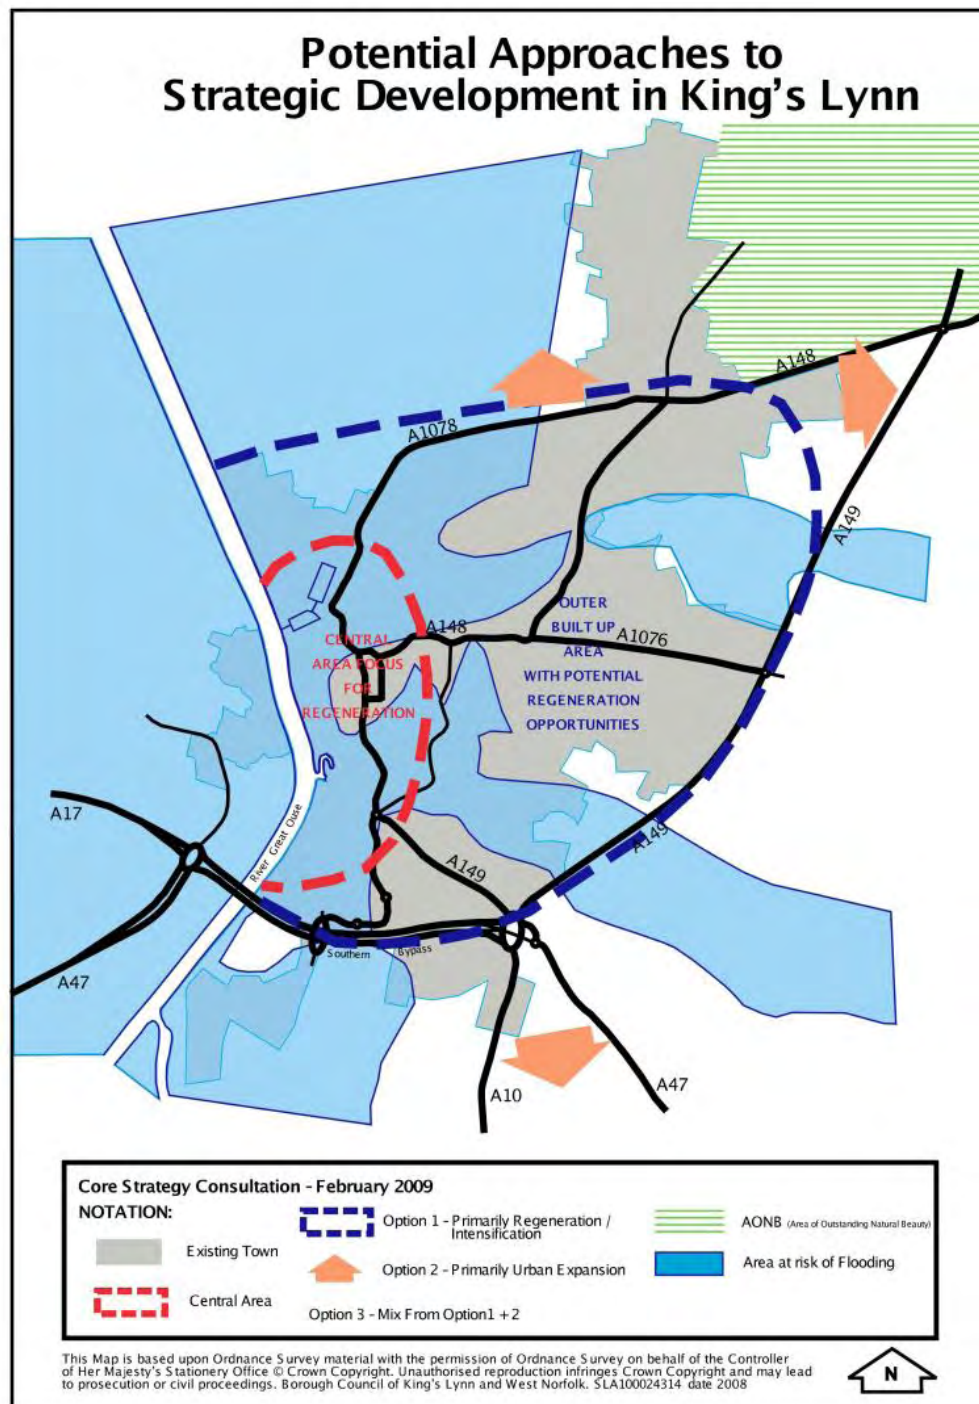 Potential Approaches to
Strategic Development in King's Lynn
A148
A1078
A149
OUTER
BUILT UP
AREA
WITH POTENTIAL
REGENERATION
OPPORTUNITIES
A148
A1076
CENTRAL
AREA FOCUS
FOR
REGENERATION
A17
River Great Ouse
A149
A149
Southern Bypass
A47
A10
A47
Core Strategy Consultation - February 2009
NOTATION:
Existing Town
Central Area
Option 1 - Primarily Regeneration /
Intensification
Option 2 - Primarily Urban Expansion
Option 3 - Mix From Option1 + 2
AONB (Area of Outstanding Natural Beauty)
Area at risk of Flooding
This Map is based upon Ordnance Survey material with the permission of Ordnance Survey on behalf of the Controller
of Her Majesty's Stationery Office © Crown Copyright. Unauthorised reproduction infringes Crown Copyright and may lead
to prosecution or civil proceedings. Borough Council of King's Lynn and West Norfolk. SLA100024314 date 2008
N